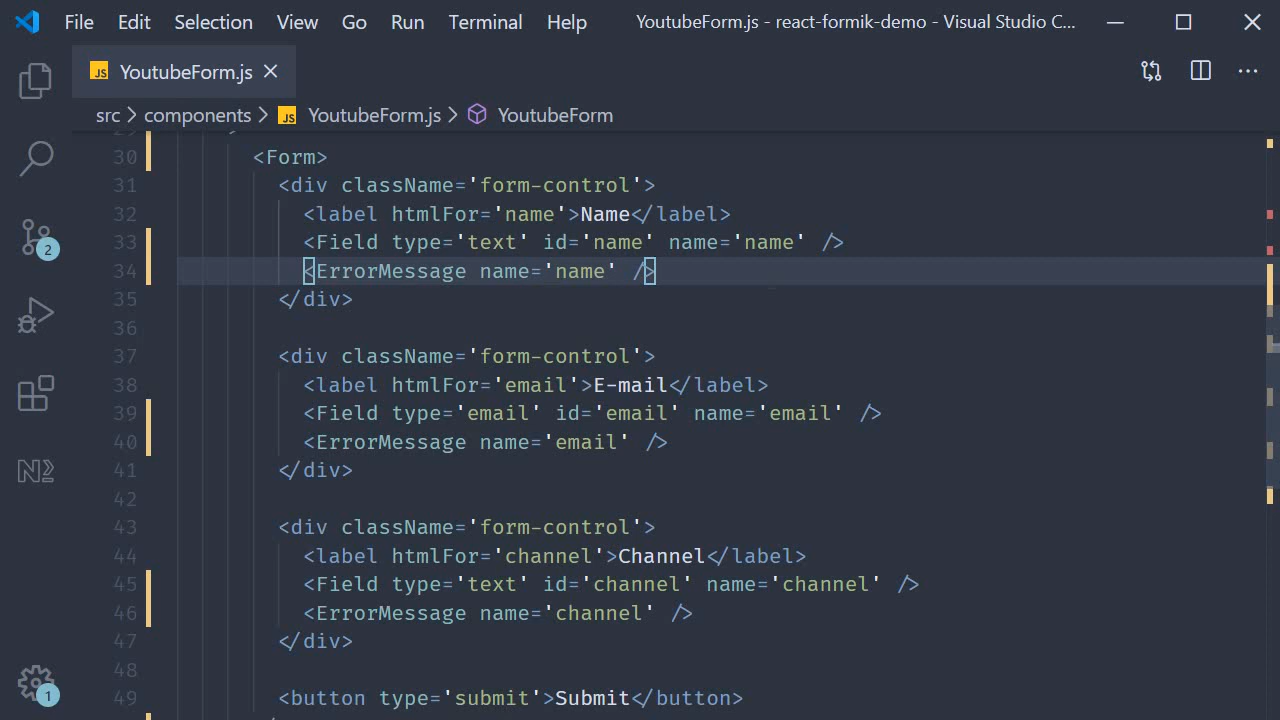 File Edit Selection View Go Run Terminal Help YoutubeForm.js - react-formik-demo - Visual Studio C...
JS YoutubeForm.js
src > components > JS YoutubeForm.js > YoutubeForm
30 <Form>
31 <div className='form-control'>
32 <label htmlFor='name'>Name</label>
33 <Field type='text' id='name' name='name' />
34 <ErrorMessage name='name' />
35 </div>
36
37 <div className='form-control'>
38 <label htmlFor='email'>E-mail</label>
39 <Field type='email' id='email' name='email' />
40 <ErrorMessage name='email' />
41 </div>
42
43 <div className='form-control'>
44 <label htmlFor='channel'>Channel</label>
45 <Field type='text' id='channel' name='channel' />
46 <ErrorMessage name='channel' />
47 </div>
48
49 <button type='submit'>Submit</button>
2
1